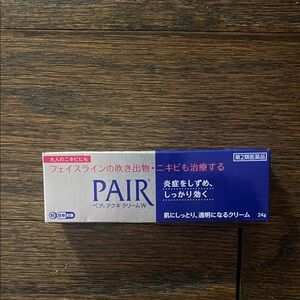 大人のニキビにも
フェイスラインの吹き出物・ニキビも治療する
第2類医薬品
PAIR
ペア®アクネクリームW
炎症をしずめ、
しっかり効く
肌にしっとり、透明になるクリーム
24g